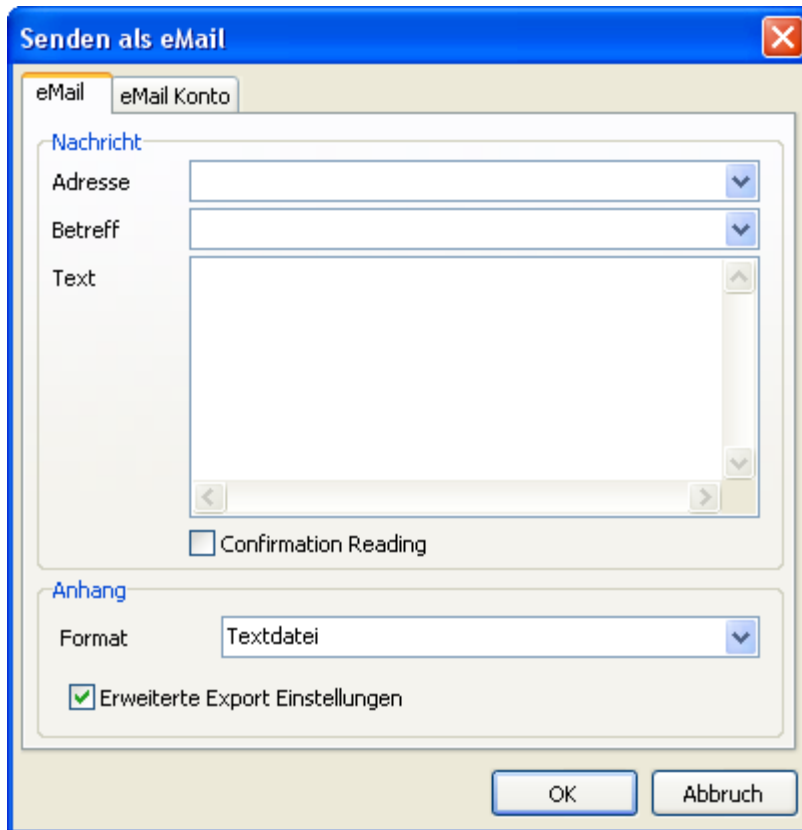 Senden als eMail
eMail
eMail Konto
Nachricht
Adresse
Betreff
Text
Confirmation Reading
Anhang
Format
Textdatei
Erweiterte Export Einstellungen
OK
Abbruch